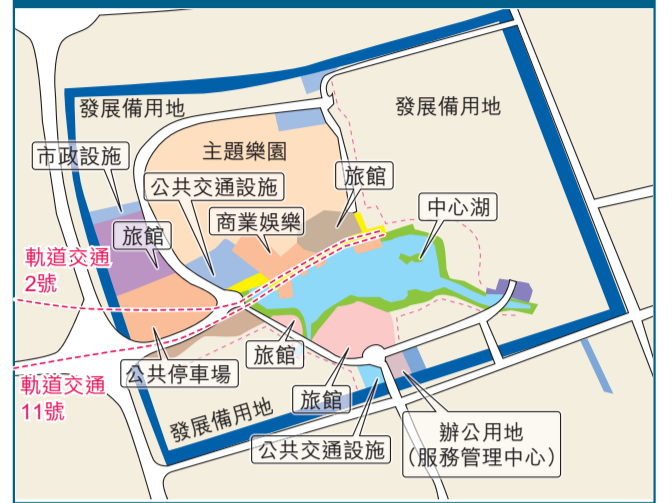 發展備用地
發展備用地
主題樂園
市政設施
公共交通設施
旅館
商業娛樂
中心湖
旅館
軌道交通
2號
旅館
公共停車場
軌道交通
11號
旅館
發展備用地
公共交通設施
辦公用地
(服務管理中心)